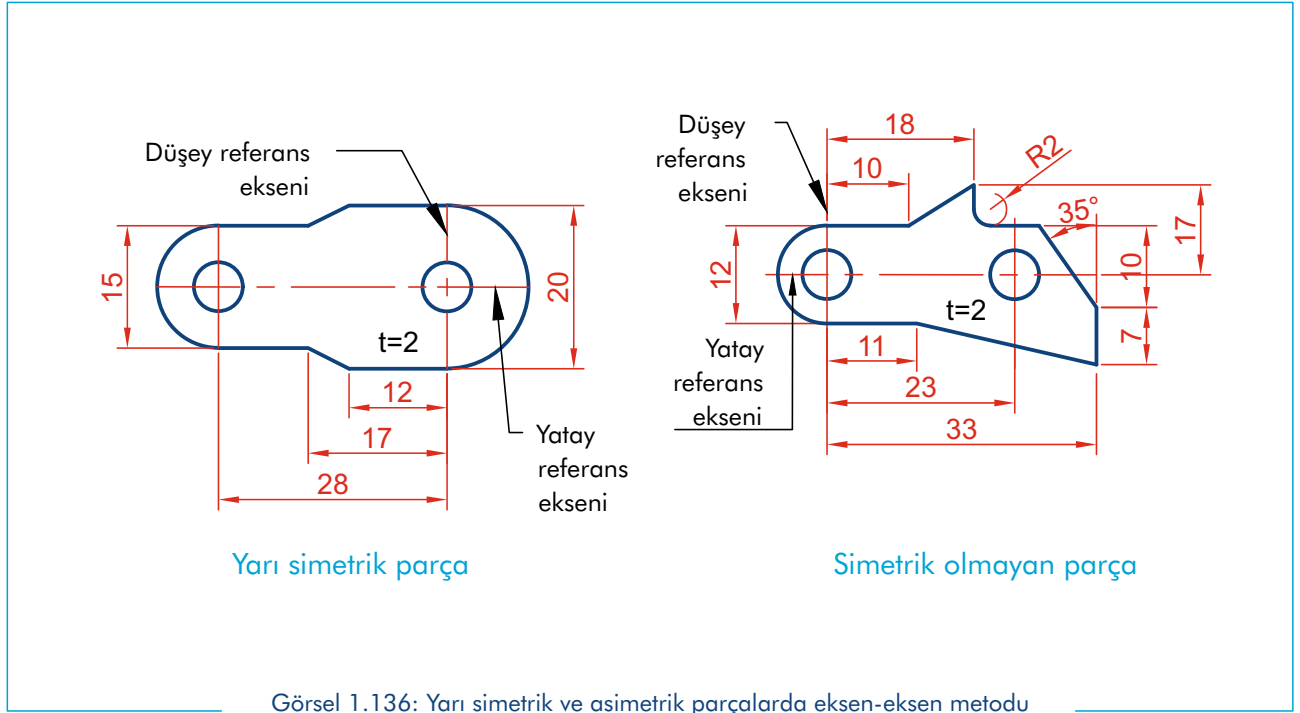 Düşey referans
ekseni
15
20
t=2
12
17
28
Yatay
referans
ekseni
Yarı simetrik parça
Düşey
referans
ekseni
18
10
R2
35°
17
12
10
t=2
7
Yatay
referans
ekseni
11
23
33
Simetrik olmayan parça
Görsel 1.136: Yarı simetrik ve asimetrik parçalarda eksen-eksen metodu